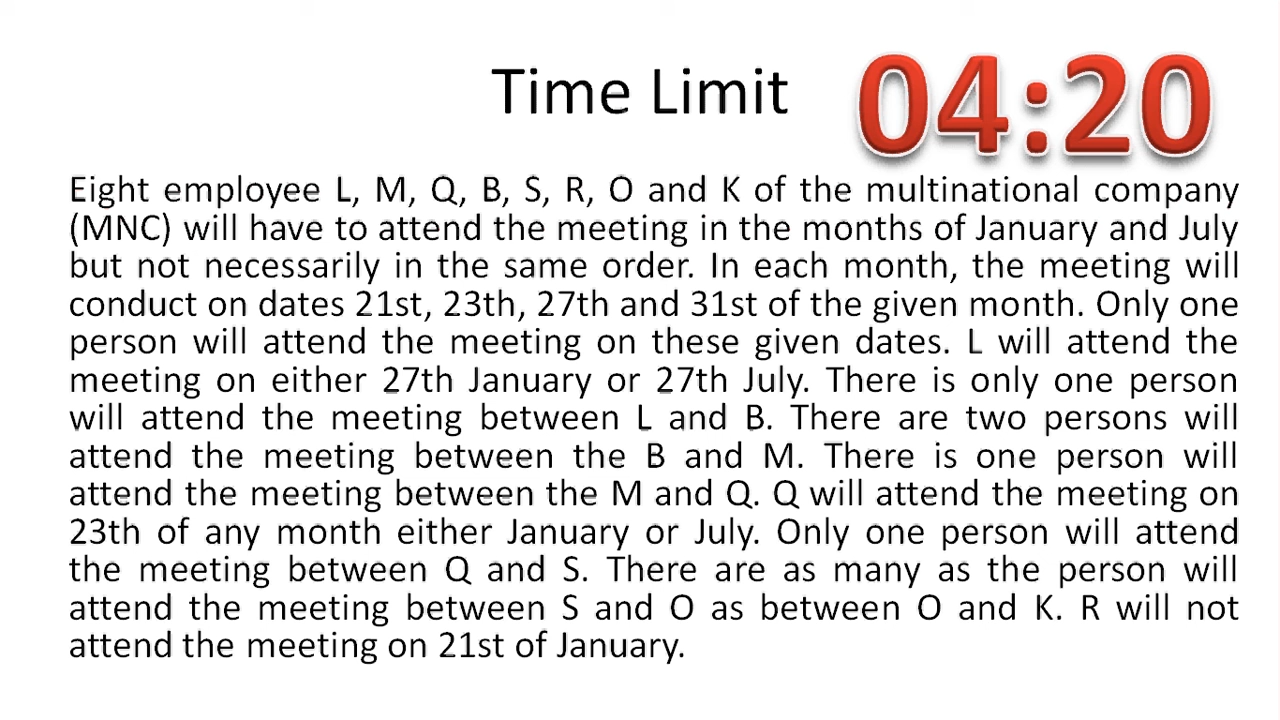 Time Limit
04:20
Eight employee L, M, Q, B, S, R, O and K of the multinational company
(MNC) will have to attend the meeting in the months of January and July
but not necessarily in the same order. In each month, the meeting will
conduct on dates 21st, 23th, 27th and 31st of the given month. Only one
person will attend the meeting on these given dates. L will attend the
meeting on either 27th January or 27th July. There is only one person
will attend the meeting between L and B. There are two persons will
attend the meeting between the B and M. There is one person will
attend the meeting between the M and Q. Q will attend the meeting on
23th of any month either January or July. Only one person will attend
the meeting between Q and S. There are as many as the person will
attend the meeting between S and O as between O and K. R will not
attend the meeting on 21st of January.